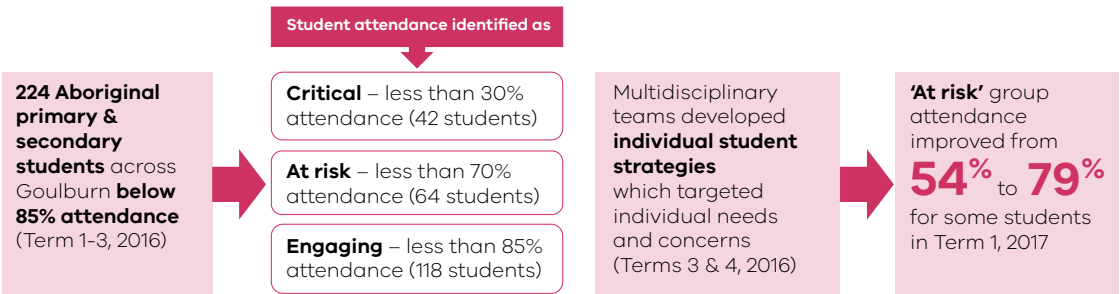 Student attendance identified as
224 Aboriginal
primary &
secondary
students across
Goulburn below
85% attendance
(Term 1-3, 2016)
Critical – less than 30%
attendance (42 students)
At risk – less than 70%
attendance (64 students)
Engaging – less than 85%
attendance (118 students)
Multidisciplinary
teams developed
individual student
strategies
which targeted
individual needs
and concerns
(Terms 3 & 4, 2016)
'At risk' group
attendance
improved from
54% to 79%
for some students
in Term 1, 2017